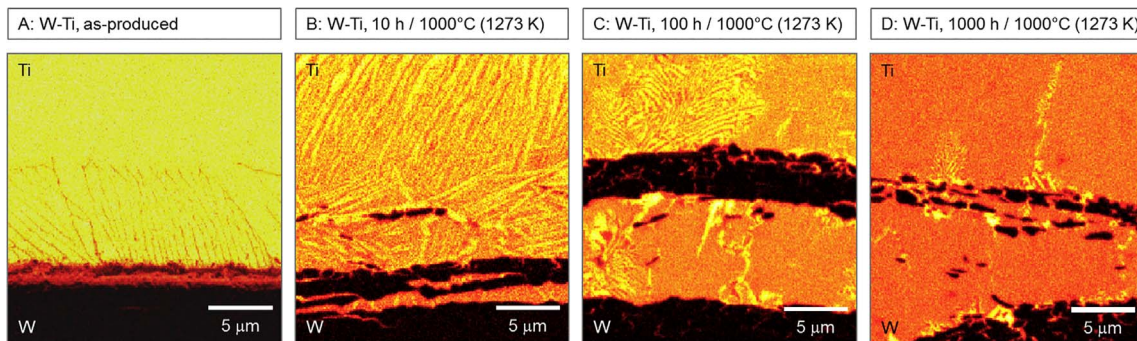 A: W-Ti, as-produced
B: W-Ti, 10 h / 1000°C (1273 K)
C: W-Ti, 100 h / 1000°C (1273 K)
D: W-Ti, 1000 h / 1000°C (1273 K)
Ti
Ti
Ti
Ti
W
5 μm
W
5 μm
W
5 μm
W
5 μm